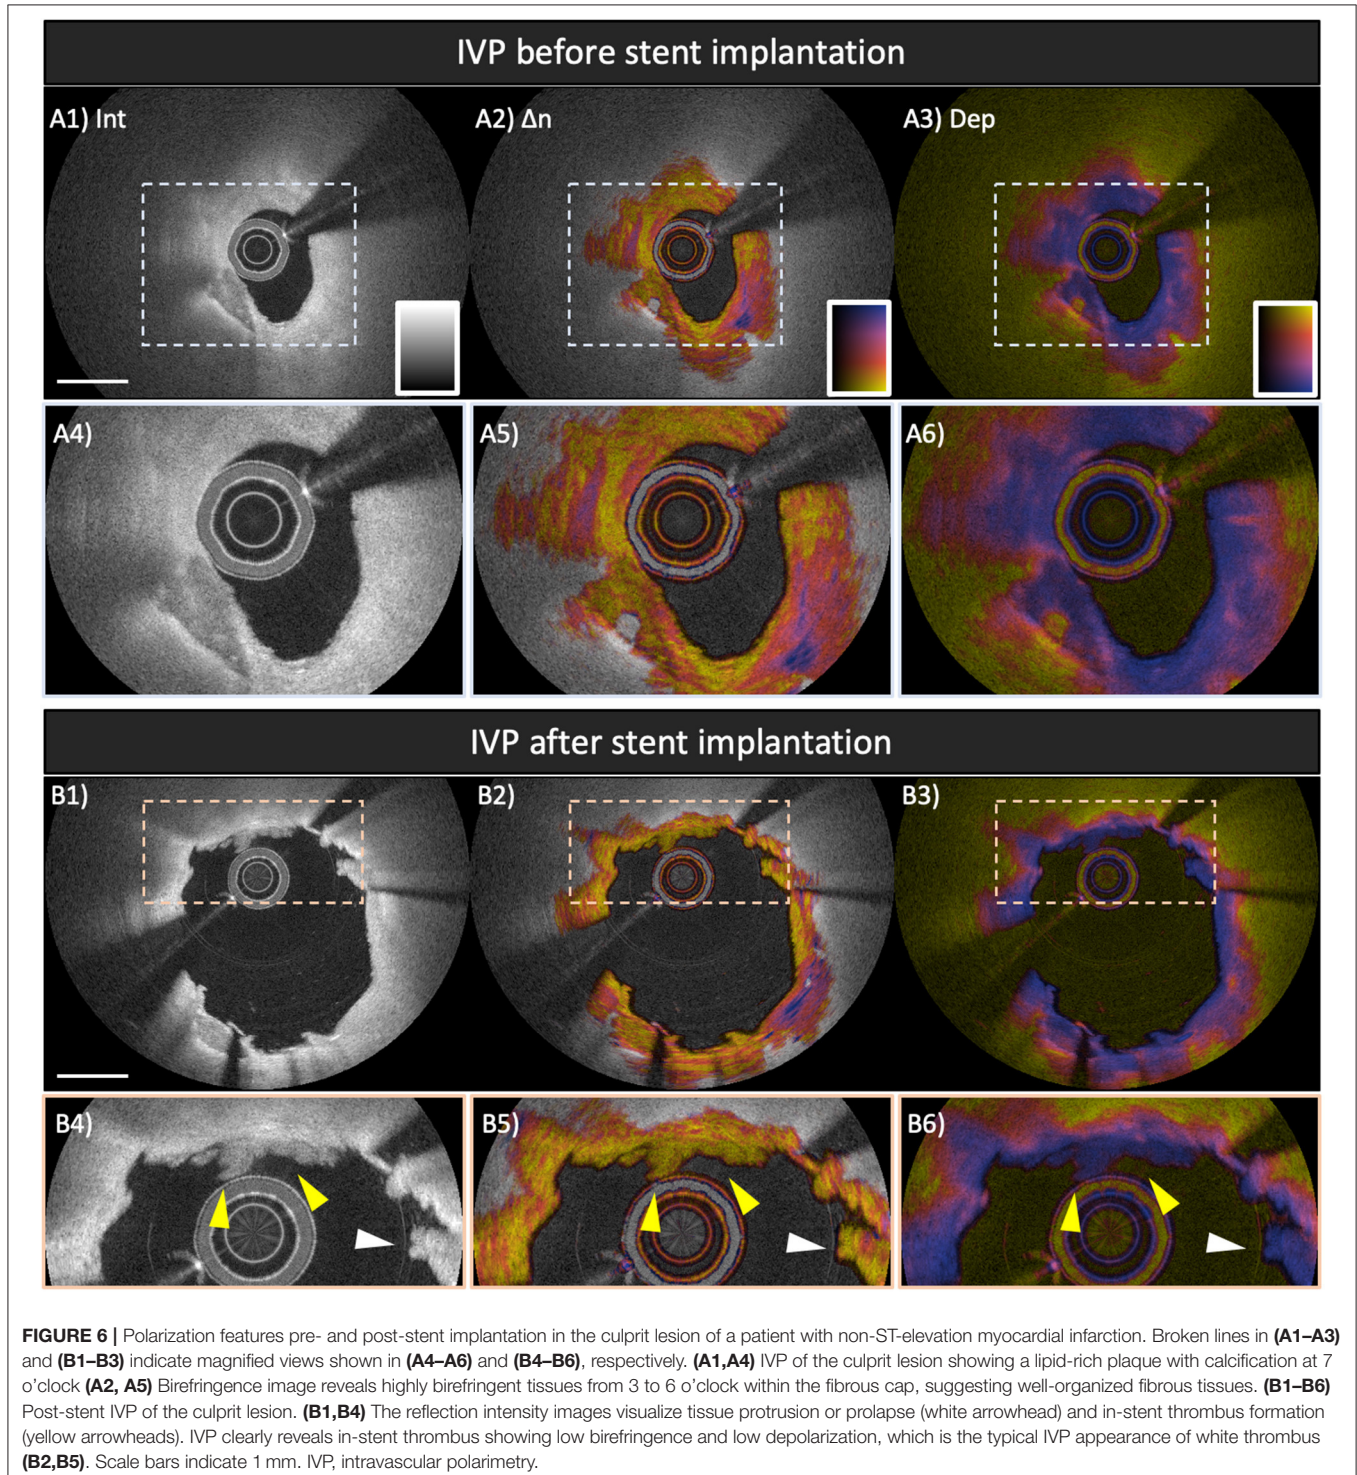 IVP before stent implantation
A1) Int
A2) Δn
A3) Dep
A4)
A5)
A6)
IVP after stent implantation
B1)
B2)
B3)
B4)
B5)
B6)
FIGURE 6 | Polarization features pre- and post-stent implantation in the culprit lesion of a patient with non-ST-elevation myocardial infarction. Broken lines in (A1–A3)
and (B1–B3) indicate magnified views shown in (A4–A6) and (B4–B6), respectively. (A1,A4) IVP of the culprit lesion showing a lipid-rich plaque with calcification at 7
o'clock (A2, A5) Birefringence image reveals highly birefringent tissues from 3 to 6 o'clock within the fibrous cap, suggesting well-organized fibrous tissues. (B1–B6)
Post-stent IVP of the culprit lesion. (B1,B4) The reflection intensity images visualize tissue protrusion or prolapse (white arrowhead) and in-stent thrombus formation
(yellow arrowheads). IVP clearly reveals in-stent thrombus showing low birefringence and low depolarization, which is the typical IVP appearance of white thrombus
(B2,B5). Scale bars indicate 1 mm. IVP, intravascular polarimetry.